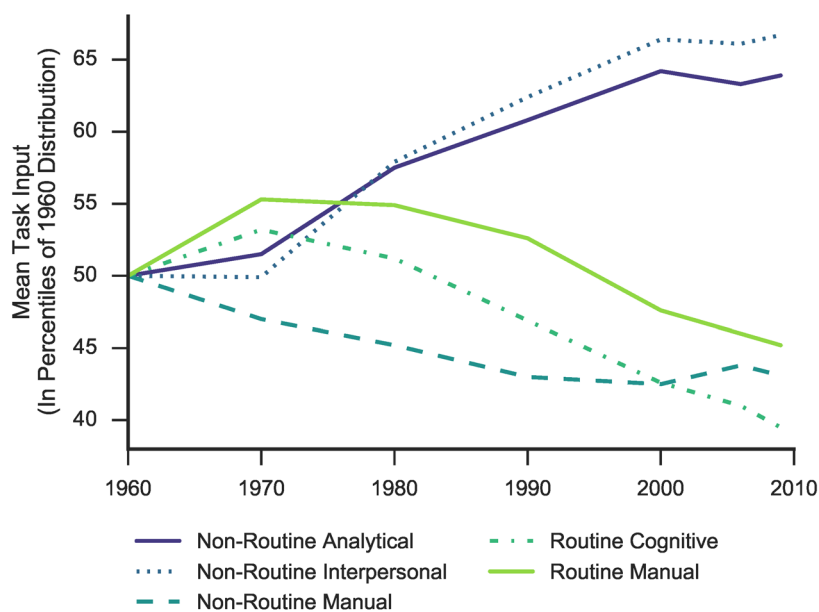 Mean Task Input
(In Percentiles of 1960 Distribution)
65
60
55
50
45
40
1960 1970 1980 1990 2000 2010
Non-Routine Analytical
Non-Routine Interpersonal
Non-Routine Manual
Routine Cognitive
Routine Manual